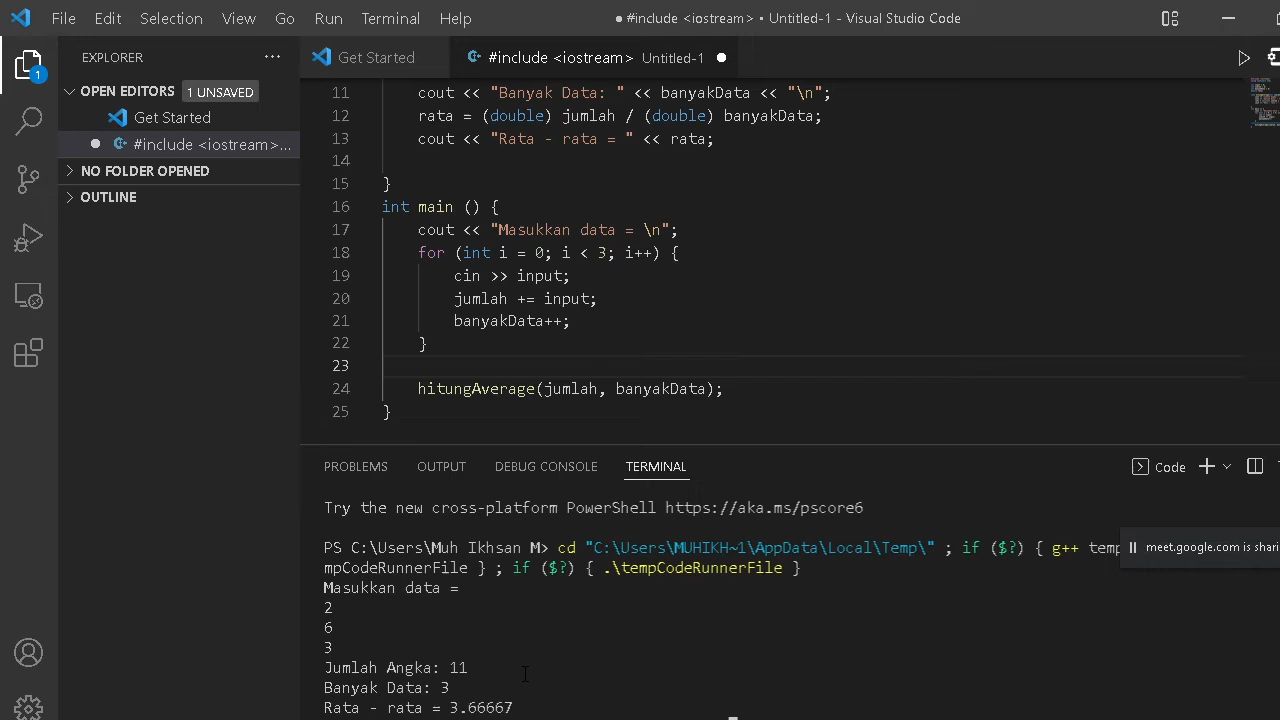 File Edit Selection View Go Run Terminal Help ● #include <iostream> • Untitled-1 - Visual Studio Code
EXPLORER ···
Get Started
#include <iostream> Untitled-1 ●
1
OPEN EDITORS 1 UNSAVED
Get Started
● #include <iostream>...
NO FOLDER OPENED
OUTLINE
11 cout << "Banyak Data: " << banyakData << "\n";
12 rata = (double) jumlah / (double) banyakData;
13 cout << "Rata - rata = " << rata;
14
15 }
16 int main () {
17 cout << "Masukkan data = \n";
18 for (int i = 0; i < 3; i++) {
19 cin >> input;
20 jumlah += input;
21 banyakData++;
22 }
23
24 hitungAverage(jumlah, banyakData);
25 }
PROBLEMS OUTPUT DEBUG CONSOLE TERMINAL
Code
Try the new cross-platform PowerShell https://aka.ms/pscore6
PS C:\Users\Muh Ikhsan M> cd "C:\Users\MUHIKH~1\AppData\Local\Temp\" ; if ($?) { g++ temp
mpCodeRunnerFile } ; if ($?) { .\tempCodeRunnerFile }
Masukkan data =
2
6
3
Jumlah Angka: 11
Banyak Data: 3
Rata - rata = 3.66667
meet.google.com is shari